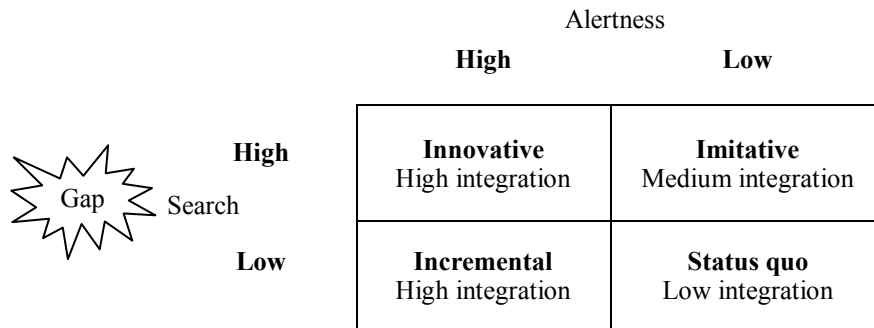 Alertness
High Low
High
Innovative
High integration
Imitative
Medium integration
Gap
Search
Low
Incremental
High integration
Status quo
Low integration